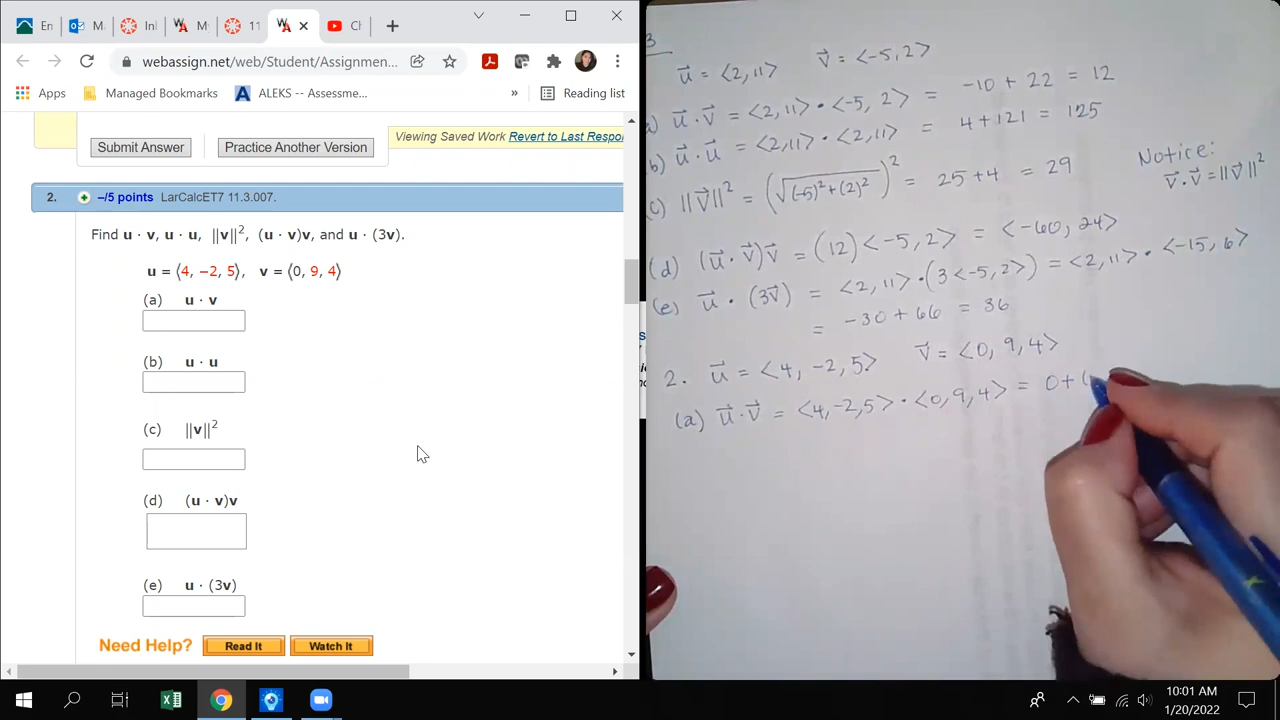 En
M
Inl
My
11
WA
Cl
webassign.net/web/Student/Assignmen...
Apps
Managed Bookmarks
ALEKS -- Assessme...
»
Reading list
Submit Answer
Practice Another Version
Viewing Saved Work Revert to Last Respo
2.
–/5 points
LarCalcET7 11.3.007.
Find u · v, u · u, ||v||², (u · v)v, and u · (3v).
u = ⟨4, −2, 5⟩, v = ⟨0, 9, 4⟩
(a) u · v
(b) u · u
(c) ||v||²
(d) (u · v)v
(e) u · (3v)
Need Help?
Read It
Watch It
10:01 AM
1/20/2022
3
u⃗ = <2, 11> v⃗ = <-5, 2>
a) u⃗ · v⃗ = <2, 11> · <-5, 2> = -10 + 22 = 12
(b) u⃗ · u⃗ = <2, 11> · <2, 11> = 4 + 121 = 125
(c) ||v⃗||² = (√(-5)² + (2)²)² = 25 + 4 = 29
Notice:
v⃗ · v⃗ = ||v⃗||²
(d) (u⃗ · v⃗)v⃗ = (12)<-5, 2> = <-60, 24>
(e) u⃗ · (3v⃗) = <2, 11> · (3<-5, 2>) = <2, 11> · <-15, 6>
= -30 + 66 = 36
2. u⃗ = <4, -2, 5> v⃗ = <0, 9, 4>
(a) u⃗ · v⃗ = <4, -2, 5> · <0, 9, 4> = 0 + (